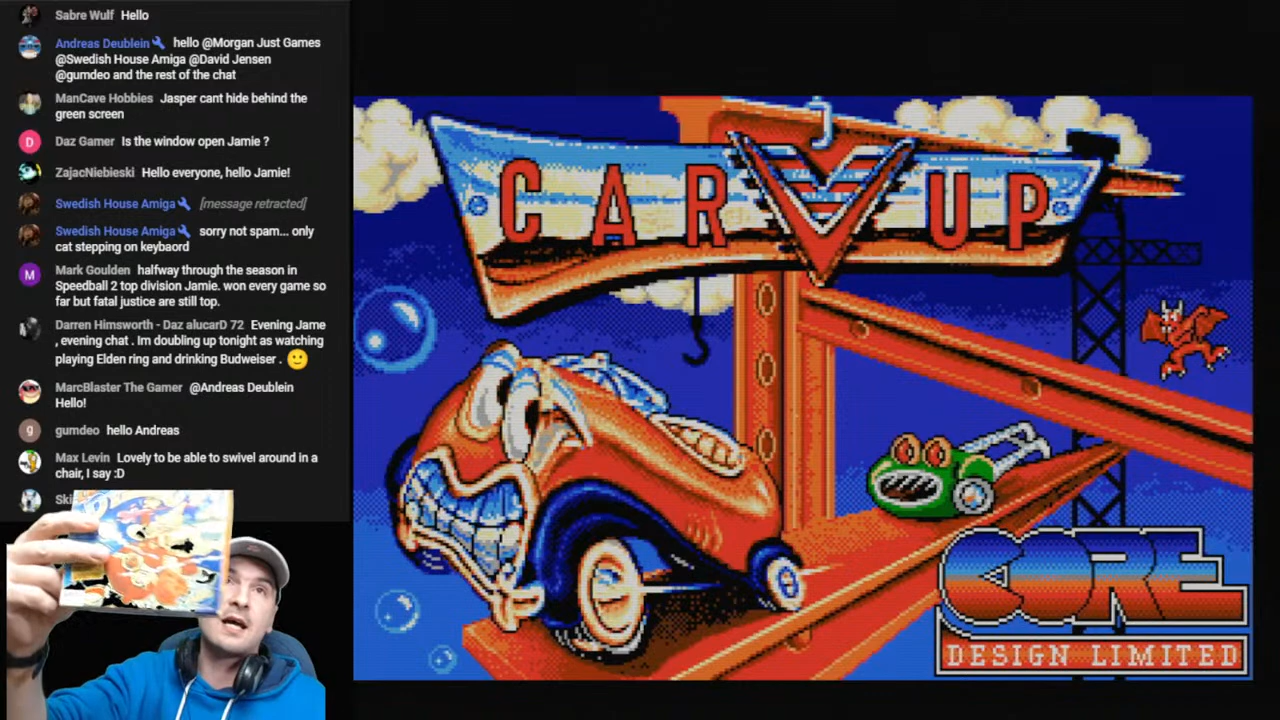 Sabre Wulf Hello
Andreas Deublein hello @Morgan Just Games
@Swedish House Amiga @David Jensen
@gumdeo and the rest of the chat
ManCave Hobbies Jasper cant hide behind the
green screen
Daz Gamer Is the window open Jamie ?
ZajacNiebieski Hello everyone, hello Jamie!
Swedish House Amiga [message retracted]
Swedish House Amiga sorry not spam... only
cat stepping on keybaord
M Mark Goulden halfway through the season in
Speedball 2 top division Jamie. won every game so
far but fatal justice are still top.
Darren Himsworth - Daz alucarD 72 Evening Jame
, evening chat . Im doubling up tonight as watching
playing Elden ring and drinking Budweiser .
MarcBlaster The Gamer @Andreas Deublein
Hello!
g gumdeo hello Andreas
Max Levin Lovely to be able to swivel around in a
chair, I say :D
D
CAR VUP
CORE
DESIGN LIMITED